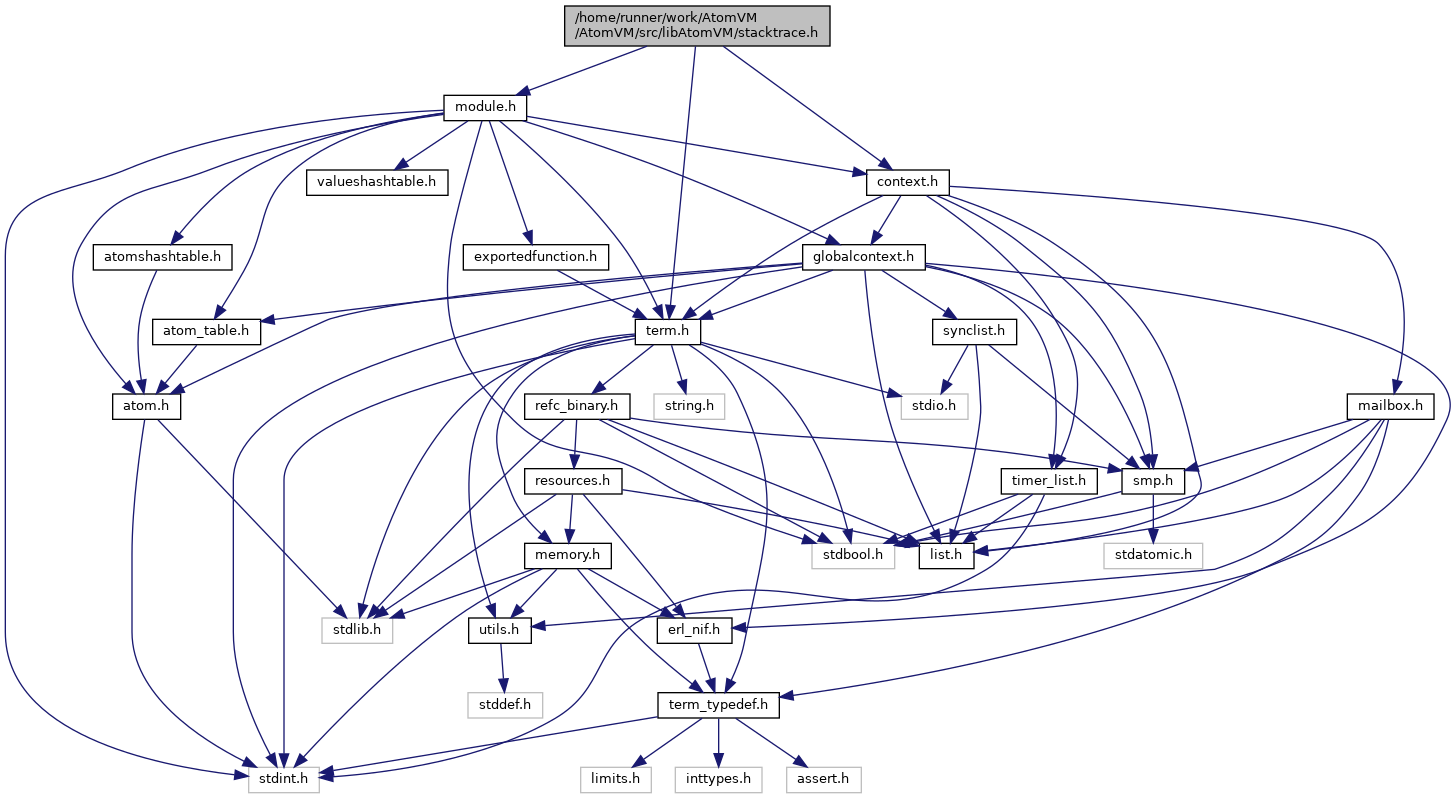 /home/runner/work/AtomVM
/AtomVM/src/libAtomVM/stacktrace.h
module.h
valueshashtable.h
context.h
atomshashtable.h
exportedfunction.h
globalcontext.h
atom_table.h
term.h
synclist.h
atom.h
refc_binary.h
string.h
stdio.h
mailbox.h
resources.h
timer_list.h
smp.h
memory.h
stdbool.h
list.h
stdatomic.h
stdlib.h
utils.h
erl_nif.h
stddef.h
term_typedef.h
stdint.h
limits.h
inttypes.h
assert.h